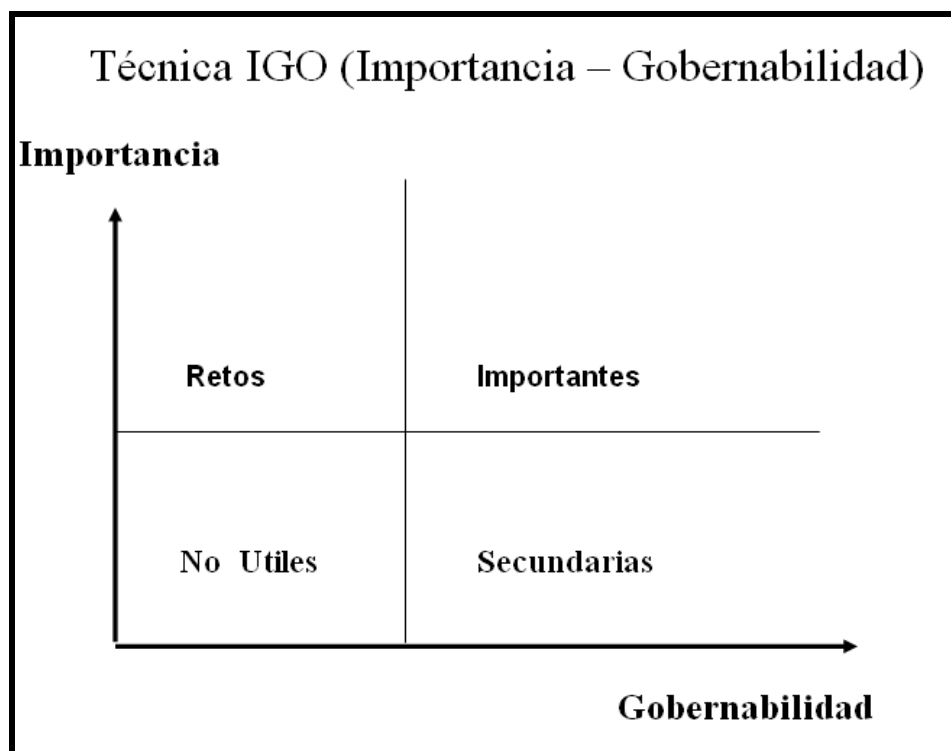 Técnica IGO (Importancia – Gobernabilidad)
Importancia
Retos
Importantes
No Utiles
Secundarias
Gobernabilidad